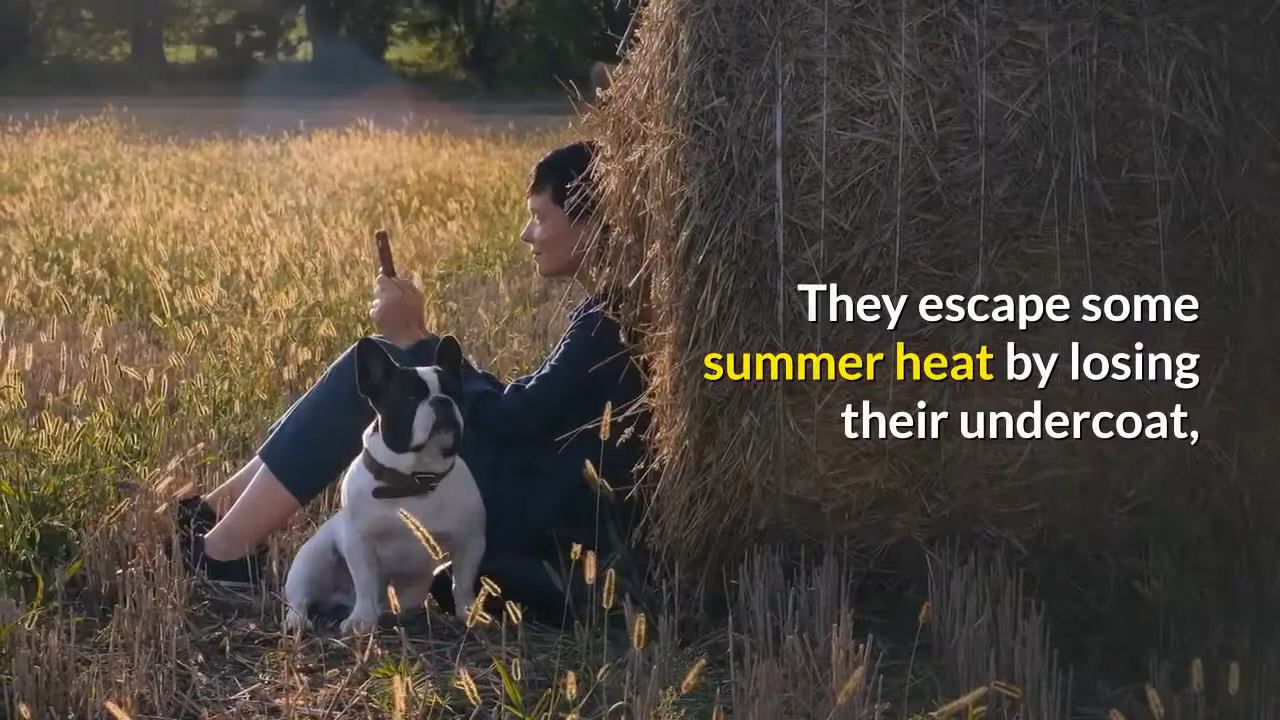 They escape some
summer heat by losing
their undercoat,